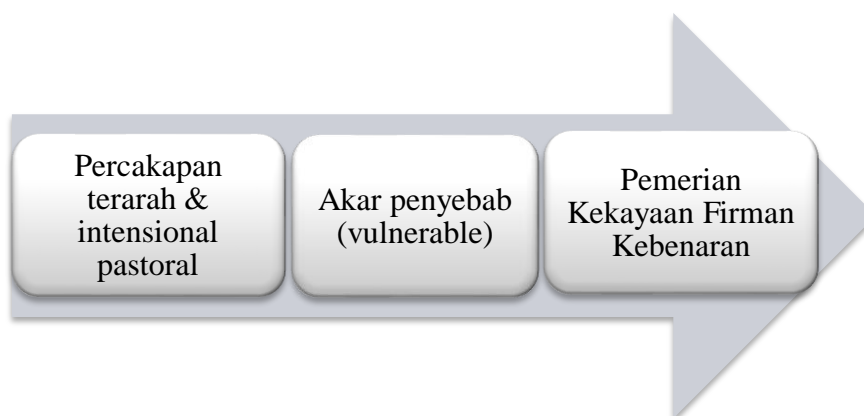 Percakapan
terarah &
intensional
pastoral
Akar penyebab
(vulnerable)
Pemerian
Kekayaan Firman
Kebenaran